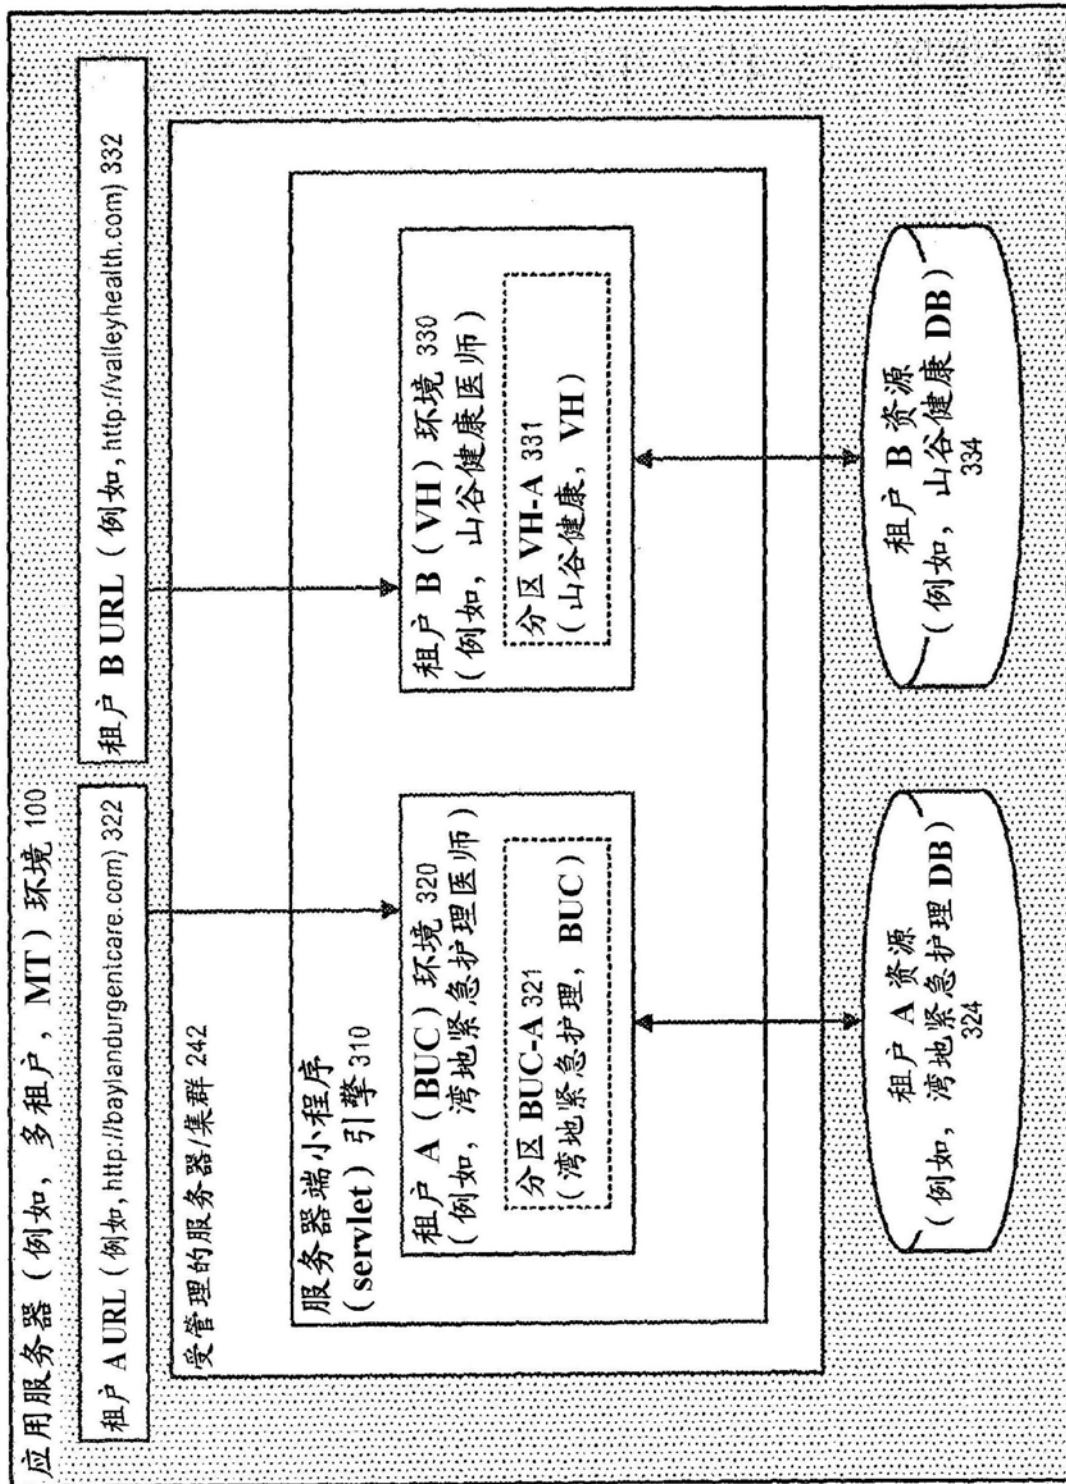 应用服务器（例如，多租户，MT）环境 100
租户 A URL（例如,http://baylandurgentcare.com) 322
租户 B URL（例如,http://valleyhealth.com) 332
受管理的服务器/集群 242
服务器端小程序
（servlet）引擎 310
租户 A（BUC）环境 320
（例如，湾地紧急护理医师）
分区 BUC-A 321
（湾地紧急护理，BUC）
租户 B（VH）环境 330
（例如，山谷健康医师）
分区 VH-A 331
（山谷健康，VH）
租户 A 资源
（例如，湾地紧急护理 DB）
324
租户 B 资源
（例如，山谷健康 DB）
334